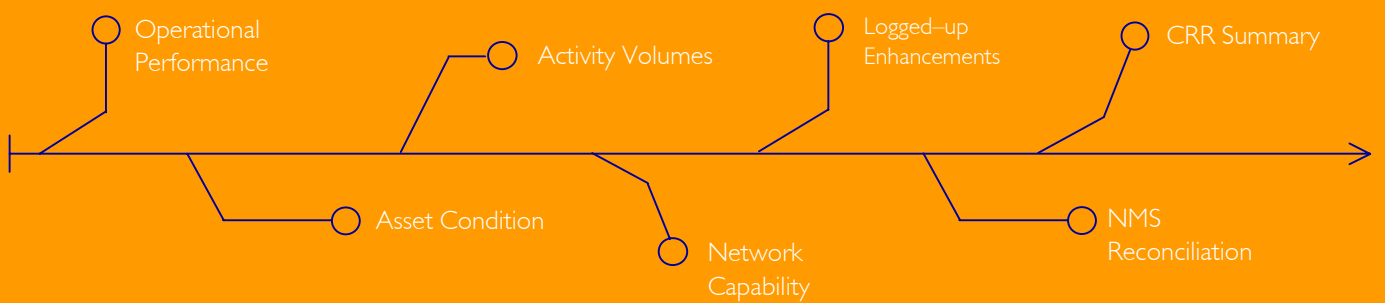 Operational
Performance
Asset Condition
Activity Volumes
Network
Capability
Logged–up
Enhancements
NMS
Reconciliation
CRR Summary